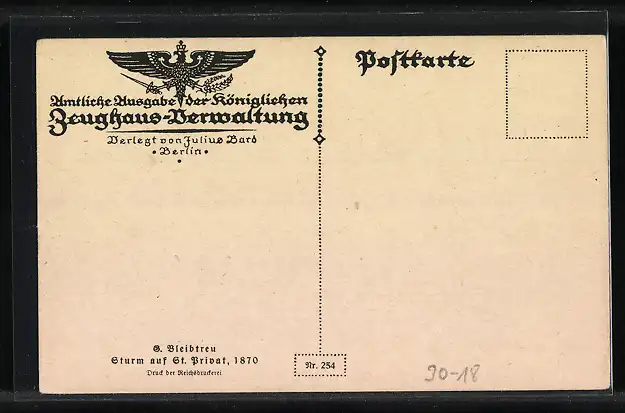 Amtliche Ausgabe der Königlichen
Zeughaus-Verwaltung
Verlegt von Julius Bard
• Berlin •
Postkarte
G. Bleibtreu
Sturm auf St. Privat, 1870
Druck der Reichsdruckerei
Nr. 254
30-18